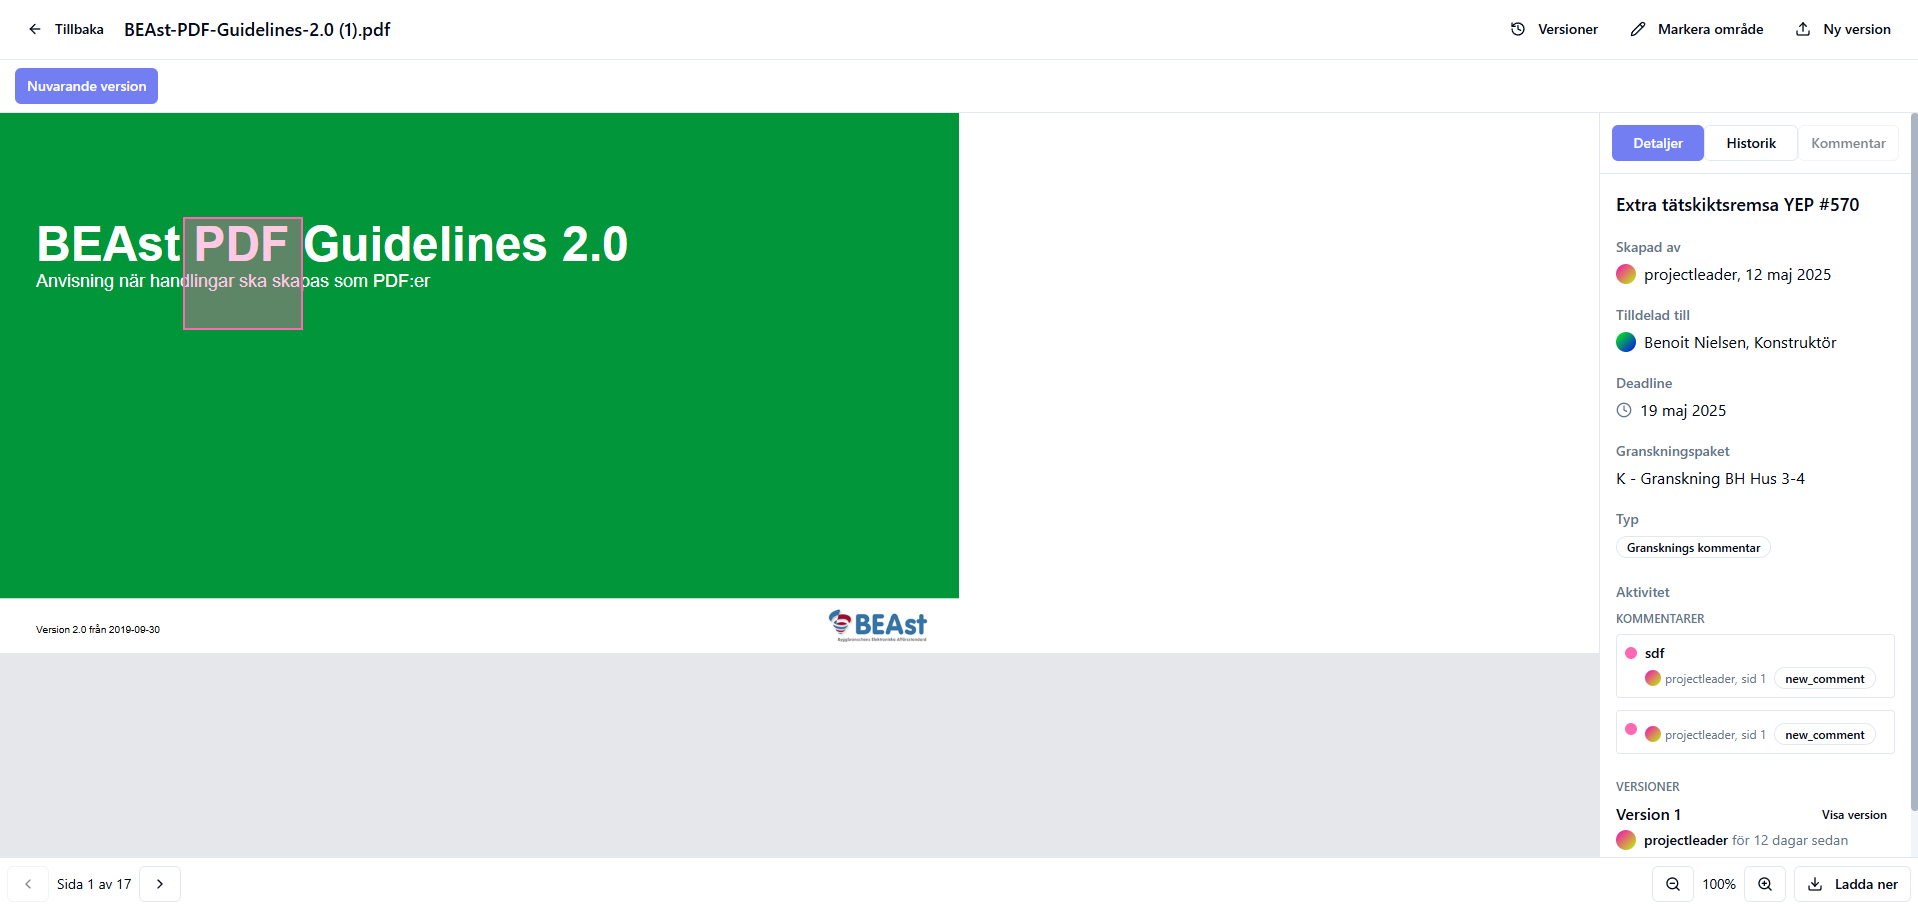 Tillbaka BEAst-PDF-Guidelines-2.0 (1).pdf Versioner Markera område Ny version
Nuvarande version
BEAst PDF Guidelines 2.0
Anvisning när handlingar ska skapas som PDF:er
Version 2.0 från 2019-09-30
BEAst
Byggbranschens Elektroniska Affärsstandard
Detaljer Historik Kommentar
Extra tätskiktsremsa YEP #570
Skapad av
projectleader, 12 maj 2025
Tilldelad till
Benoit Nielsen, Konstruktör
Deadline
19 maj 2025
Granskningspaket
K - Granskning BH Hus 3-4
Typ
Gransknings kommentar
Aktivitet
KOMMENTARER
sdf
projectleader, sid 1 new_comment
projectleader, sid 1 new_comment
VERSIONER
Version 1 Visa version
projectleader för 12 dagar sedan
Sida 1 av 17 100% Ladda ner